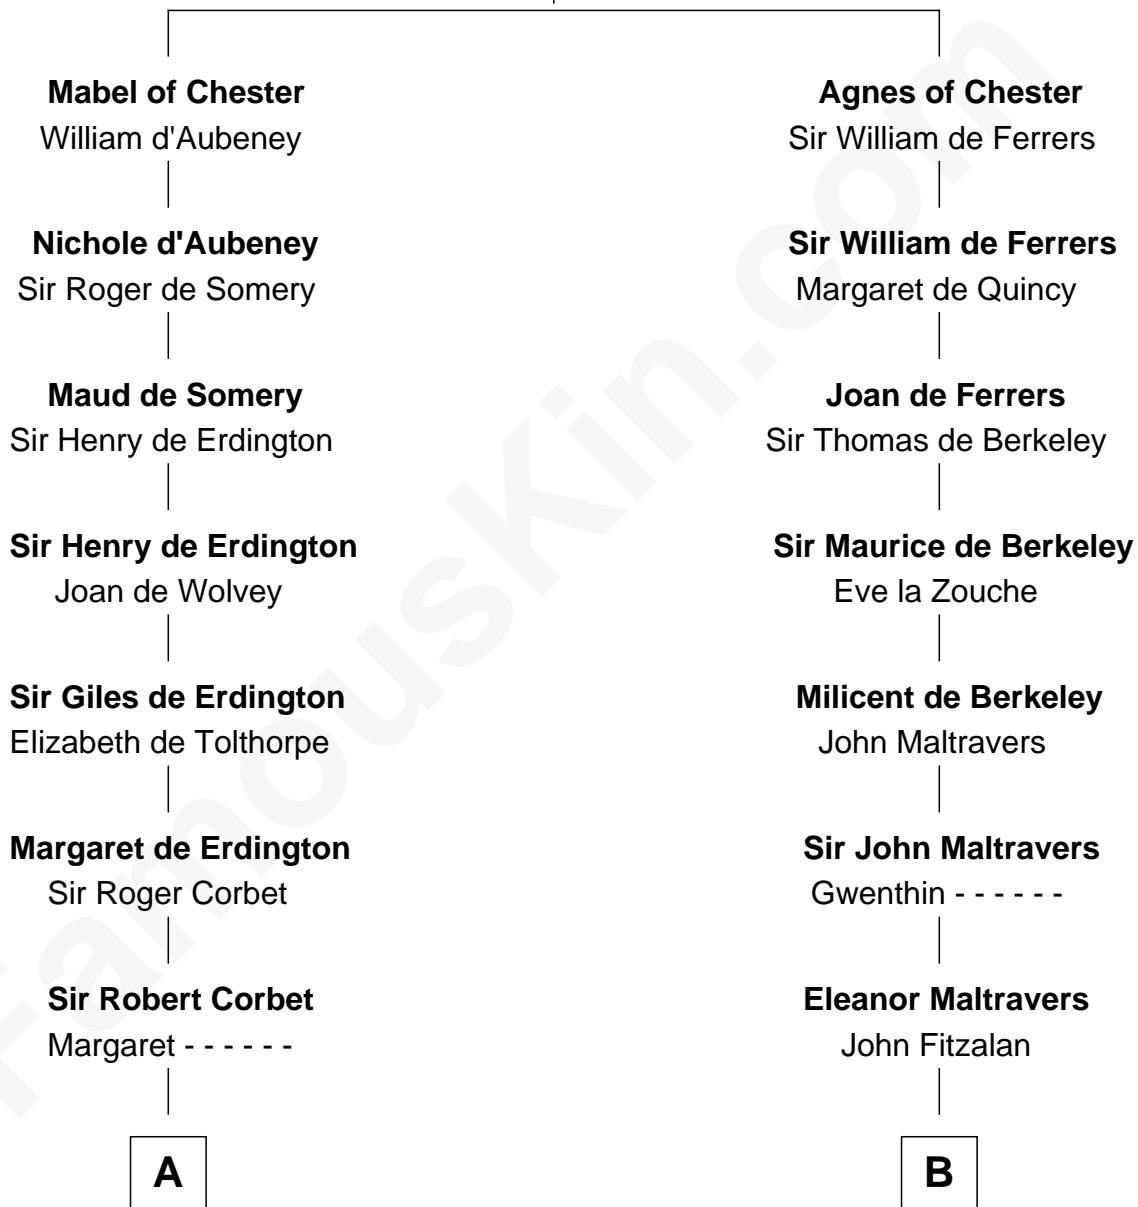 Mabel of Chester
William d'Aubeney
Nichole d'Aubeney
Sir Roger de Somery
Maud de Somery
Sir Henry de Erdington
Sir Henry de Erdington
Joan de Wolvey
Sir Giles de Erdington
Elizabeth de Tolthorpe
Margaret de Erdington
Sir Roger Corbet
Sir Robert Corbet
Margaret - - - - - -
A
Agnes of Chester
Sir William de Ferrers
Sir William de Ferrers
Margaret de Quincy
Joan de Ferrers
Sir Thomas de Berkeley
Sir Maurice de Berkeley
Eve la Zouche
Milicent de Berkeley
John Maltravers
Sir John Maltravers
Gwenthin - - - - - -
Eleanor Maltravers
John Fitzalan
B
FamousKin.com